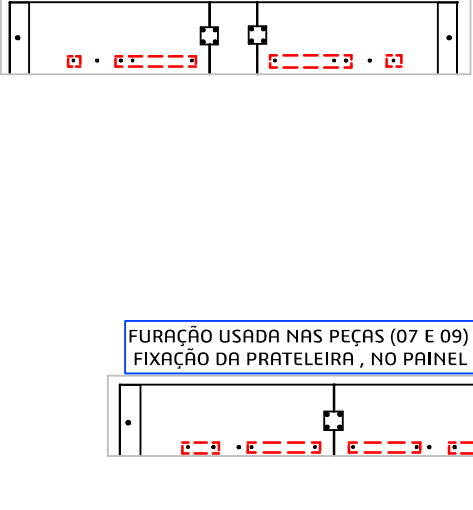 FURAÇÃO USADA NAS PEÇAS (07 E 09)
FIXAÇÃO DA PRATELEIRA , NO PAINEL